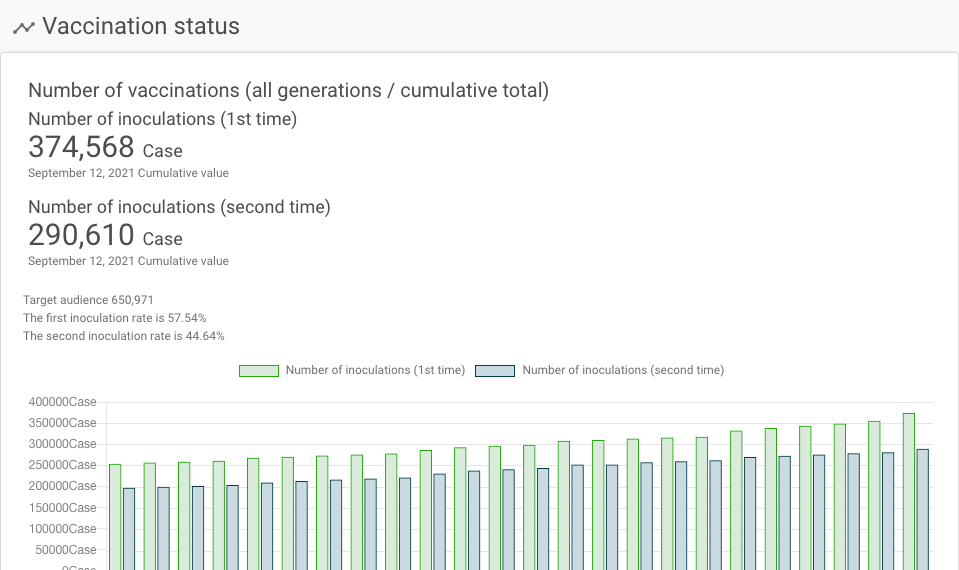 Vaccination status
Number of vaccinations (all generations / cumulative total)
Number of inoculations (1st time)
374,568 Case
September 12, 2021 Cumulative value
Number of inoculations (second time)
290,610 Case
September 12, 2021 Cumulative value
Target audience 650,971
The first inoculation rate is 57.54%
The second inoculation rate is 44.64%
Number of inoculations (1st time) Number of inoculations (second time)
400000Case
350000Case
300000Case
250000Case
200000Case
150000Case
100000Case
50000Case
0Case